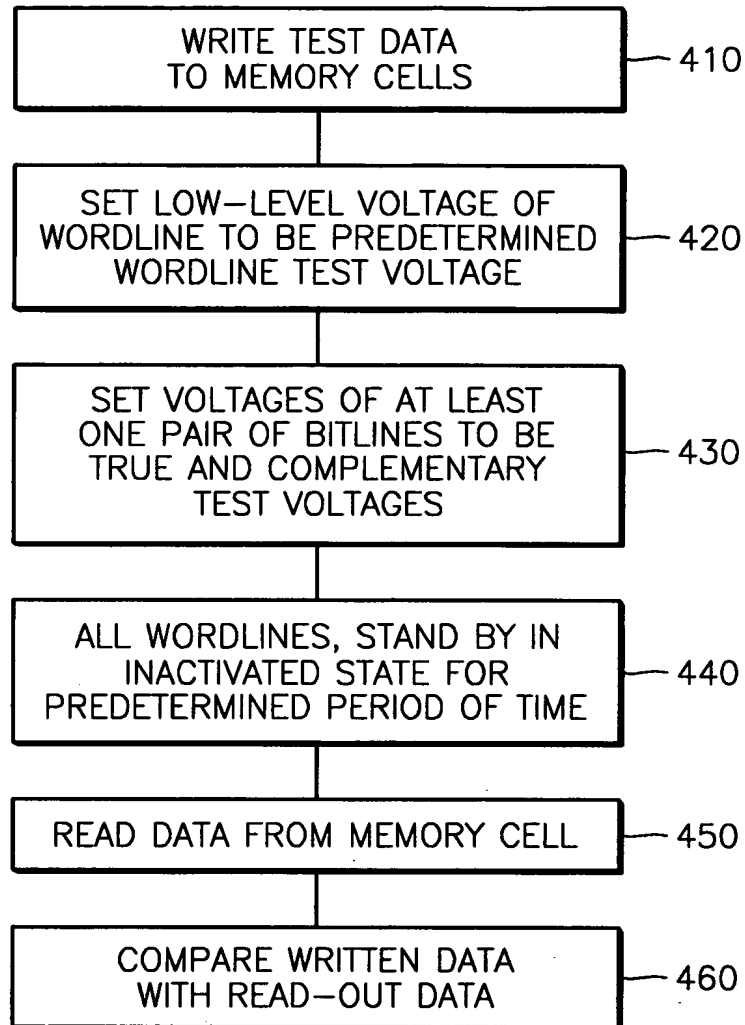 WRITE TEST DATA
TO MEMORY CELLS
410
SET LOW-LEVEL VOLTAGE OF
WORDLINE TO BE PREDETERMINED
WORDLINE TEST VOLTAGE
420
SET VOLTAGES OF AT LEAST
ONE PAIR OF BITLINES TO BE
TRUE AND COMPLEMENTARY
TEST VOLTAGES
430
ALL WORDLINES, STAND BY IN
INACTIVATED STATE FOR
PREDETERMINED PERIOD OF TIME
440
READ DATA FROM MEMORY CELL
450
COMPARE WRITTEN DATA
WITH READ-OUT DATA
460